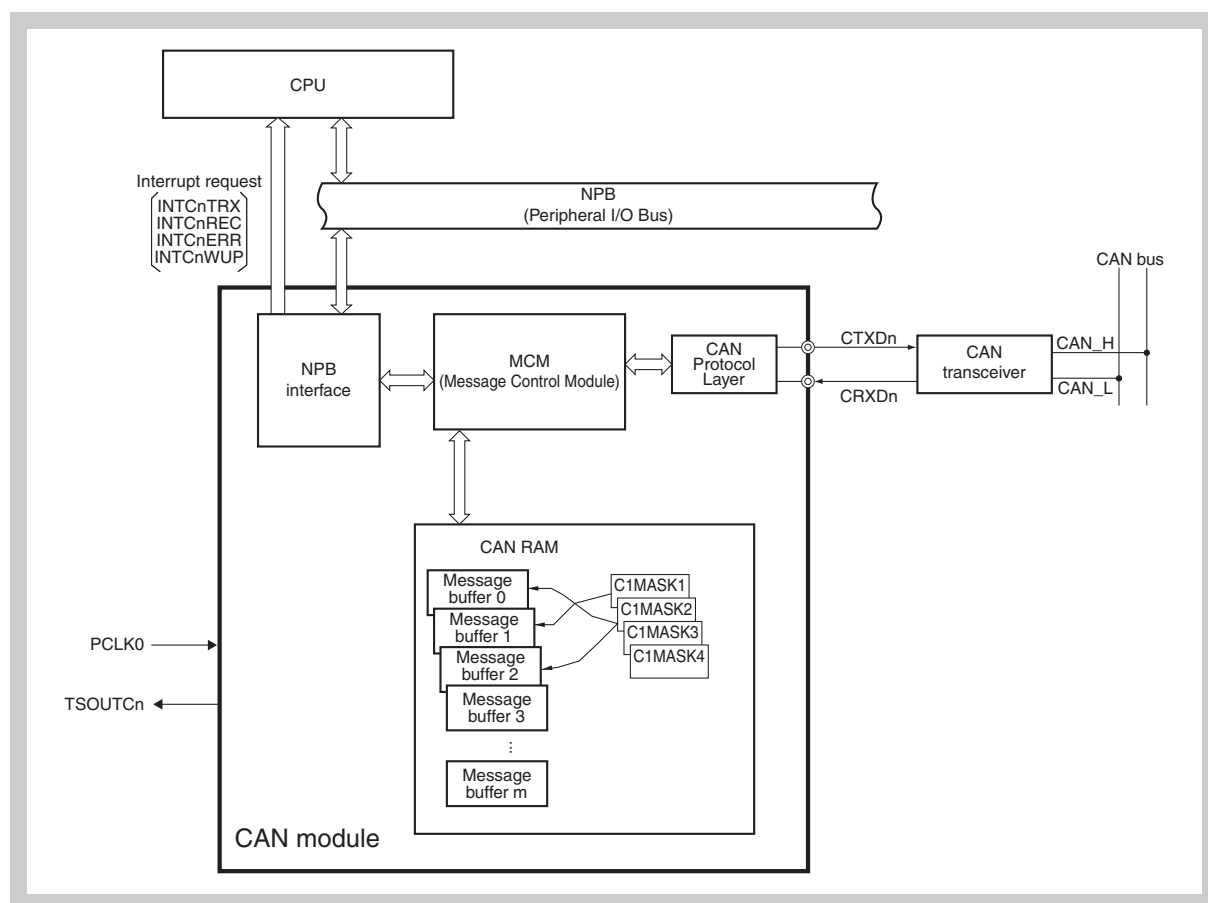 CPU
Interrupt request
INTCnTRX
INTCnREC
INTCnERR
INTCnWUP
NPB
(Peripheral I/O Bus)
CAN bus
NPB
interface
MCM
(Message Control Module)
CAN
Protocol
Layer
CTXDn
CRXDn
CAN
transceiver
CAN_H
CAN_L
CAN RAM
Message
buffer 0
Message
buffer 1
Message
buffer 2
Message
buffer 3
...
Message
buffer m
C1MASK1
C1MASK2
C1MASK3
C1MASK4
PCLK0
TSOUTCn
CAN module